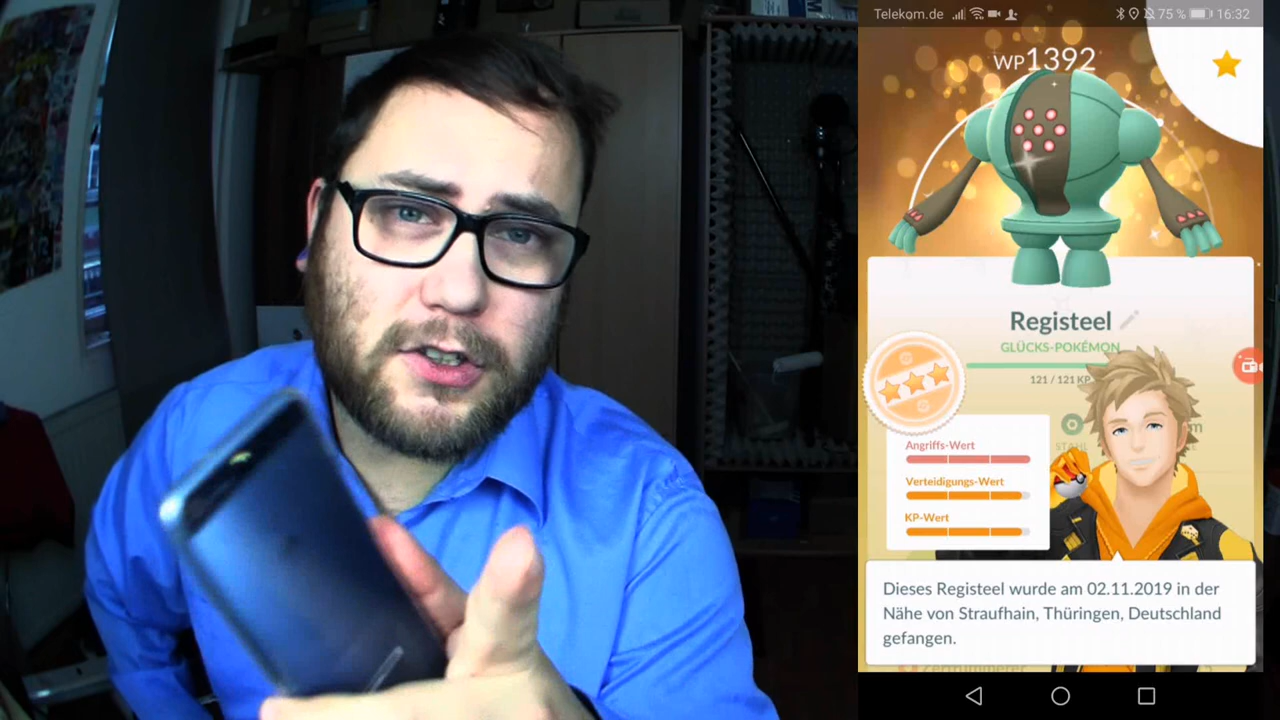 Telekom.de
75 %
16:32
WP1392
Registeel
GLÜCKS-POKÉMON
121 / 121 KP
STAHL
Angriffs-Wert
Verteidigungs-Wert
KP-Wert
Dieses Registeel wurde am 02.11.2019 in der
Nähe von Straufhain, Thüringen, Deutschland
gefangen.